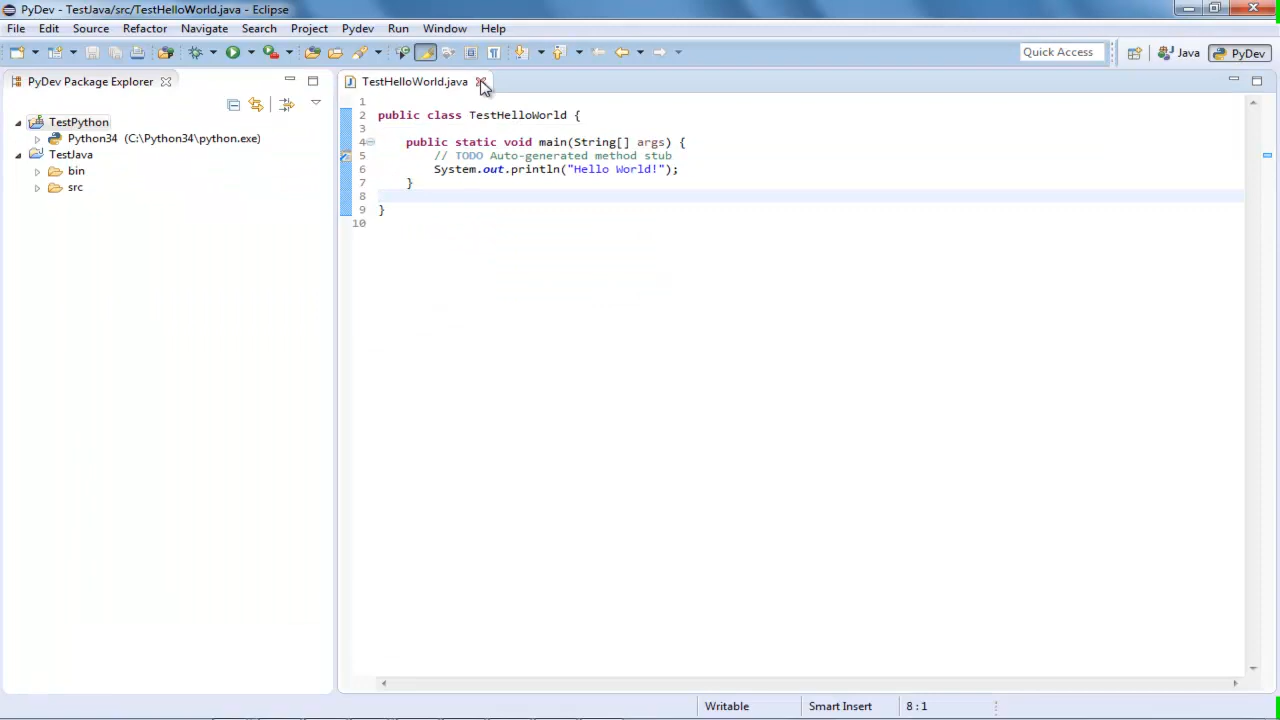 PyDev - TestJava/src/TestHelloWorld.java - Eclipse
File Edit Source Refactor Navigate Search Project Pydev Run Window Help
Quick Access Java PyDev
PyDev Package Explorer
TestPython
Python34 (C:\Python34\python.exe)
TestJava
bin
src
TestHelloWorld.java
1
2 public class TestHelloWorld {
3
4 public static void main(String[] args) {
5 // TODO Auto-generated method stub
6 System.out.println("Hello World!");
7 }
8
9 }
10
Writable Smart Insert 8 : 1